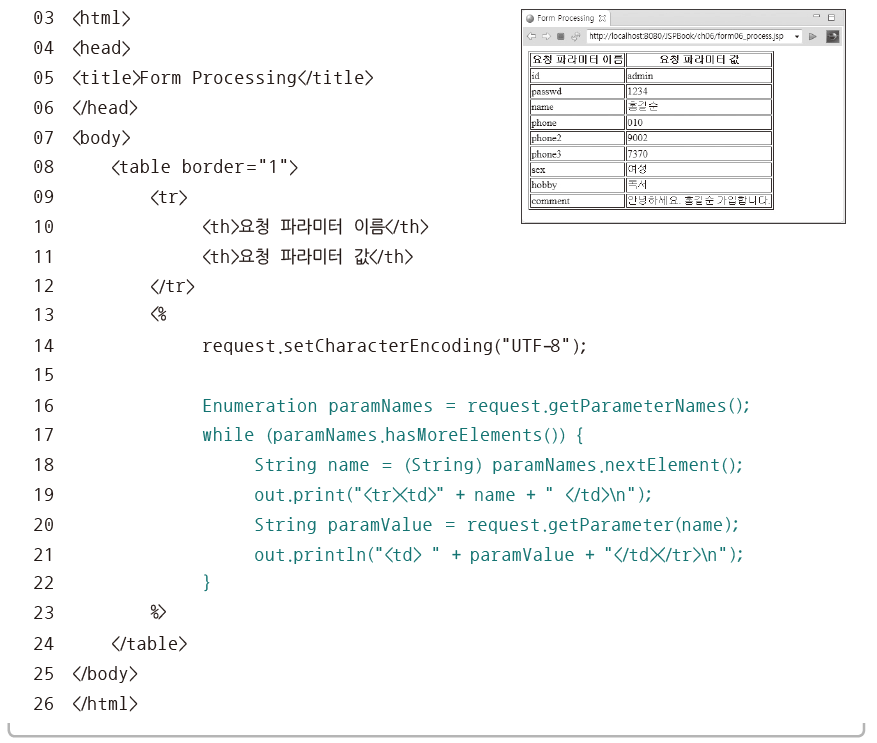 03 <html>
04 <head>
05 <title>Form Processing</title>
06 </head>
07 <body>
08 <table border="1">
09 <tr>
10 <th>요청 파라미터 이름</th>
11 <th>요청 파라미터 값</th>
12 </tr>
13 <%
14 request.setCharacterEncoding("UTF-8");
15
16 Enumeration paramNames = request.getParameterNames();
17 while (paramNames.hasMoreElements()) {
18 String name = (String) paramNames.nextElement();
19 out.print("<tr><td>" + name + " </td>\n");
20 String paramValue = request.getParameter(name);
21 out.println("<td> " + paramValue + "</td></tr>\n");
22 }
23 %>
24 </table>
25 </body>
26 </html>
Form Processing
http://localhost:8080/JSPBook/ch06/form06_process.jsp
요청 파라미터 이름 요청 파라미터 값
id admin
passwd 1234
name 홍길순
phone 010
phone2 9002
phone3 7370
sex 여성
hobby 독서
comment 안녕하세요. 홍길순 가입합니다.